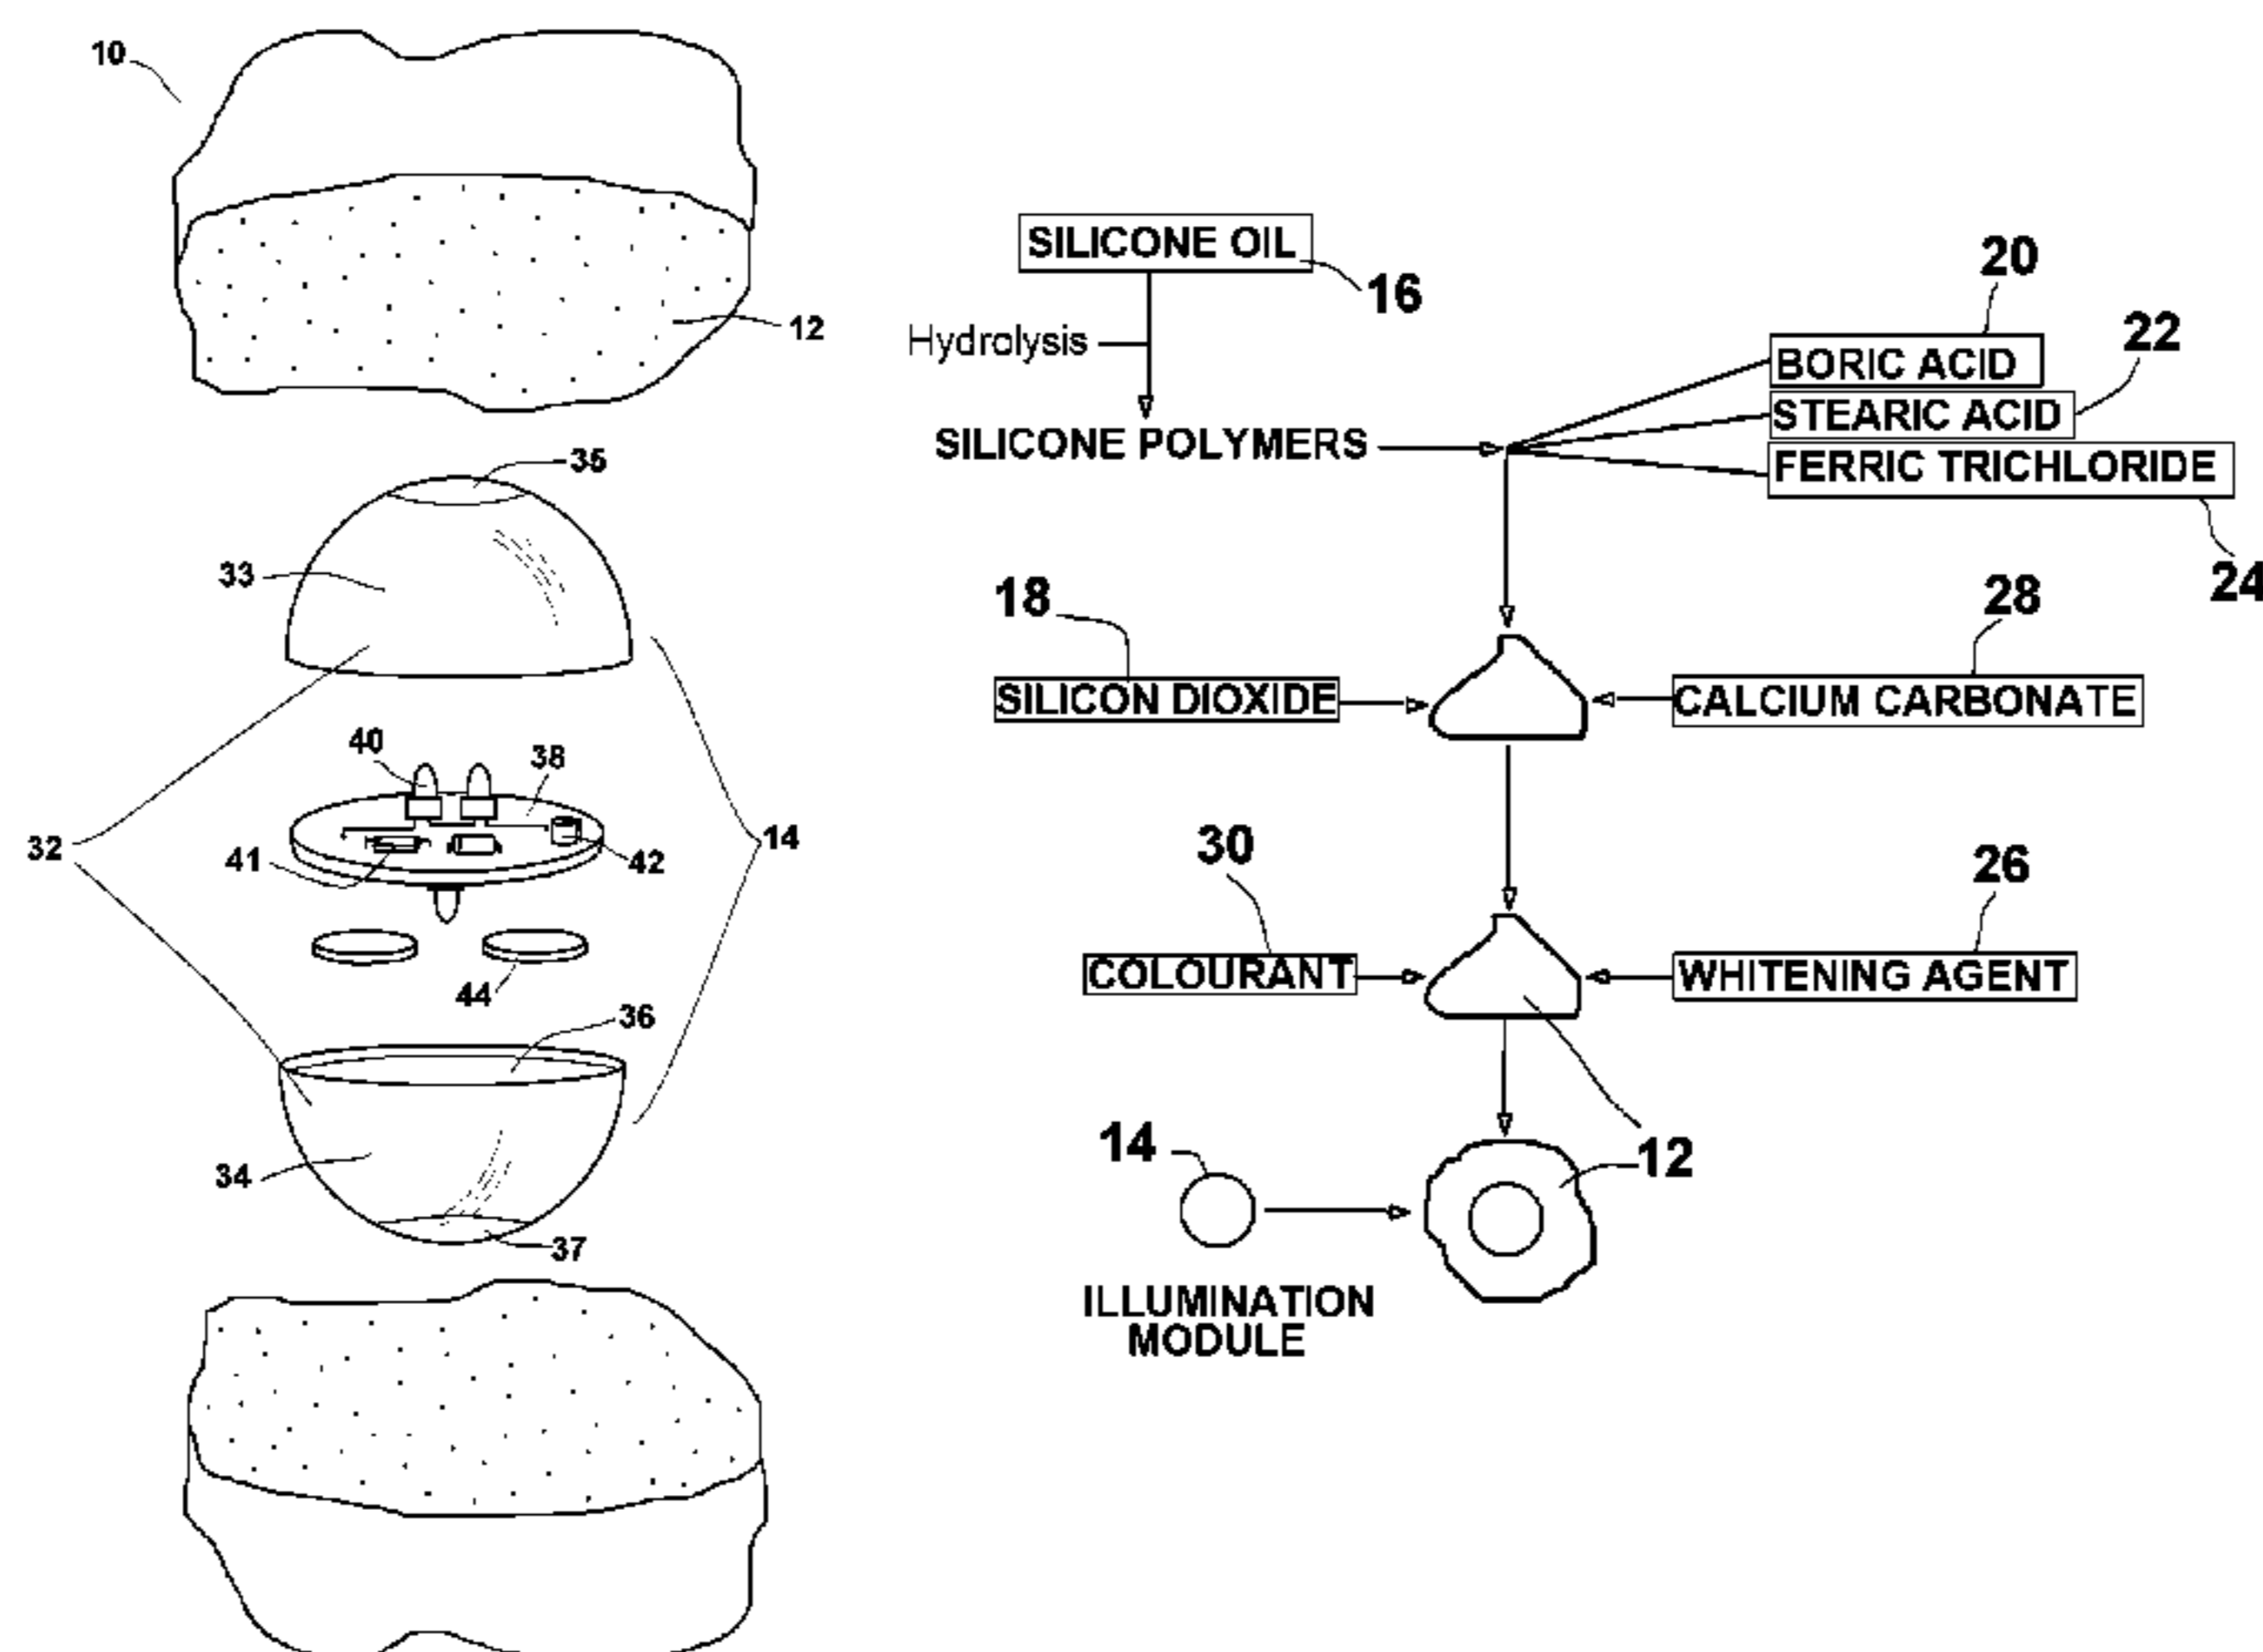 10
12
35
33
40
38
32
41
42
14
44
36
34
37
SILICONE OIL
16
Hydrolysis
20
22
BORIC ACID
STEARIC ACID
SILICONE POLYMERS
FERRIC TRICHLORIDE
24
18
28
SILICON DIOXIDE
CALCIUM CARBONATE
30
26
COLOURANT
WHITENING AGENT
14
12
ILLUMINATION
MODULE